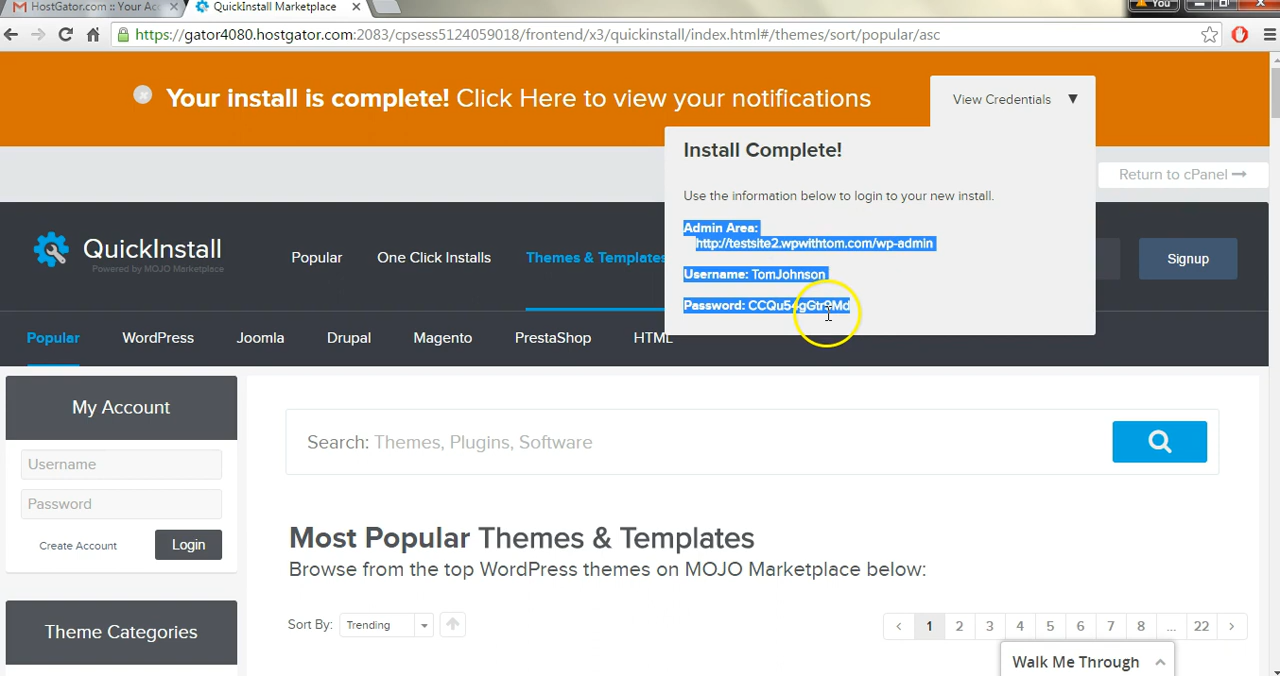 HostGator.com :: Your Acc
QuickInstall Marketplace
You
https://gator4080.hostgator.com:2083/cpsess5124059018/frontend/x3/quickinstall/index.html#/themes/sort/popular/asc
Your install is complete! Click Here to view your notifications
View Credentials
Install Complete!
Use the information below to login to your new install.
Admin Area:
http://testsite2.wpwithtom.com/wp-admin
Username: TomJohnson
Password:
Return to cPanel
QuickInstall
Powered by MOJO Marketplace
Popular
One Click Installs
Themes & Templates
Signup
Popular
WordPress
Joomla
Drupal
Magento
PrestaShop
HTML
My Account
Username
Password
Create Account
Login
Theme Categories
Search: Themes, Plugins, Software
Most Popular Themes & Templates
Browse from the top WordPress themes on MOJO Marketplace below:
Sort By: Trending
‹ 1 2 3 4 5 6 7 8 ... 22 ›
Walk Me Through